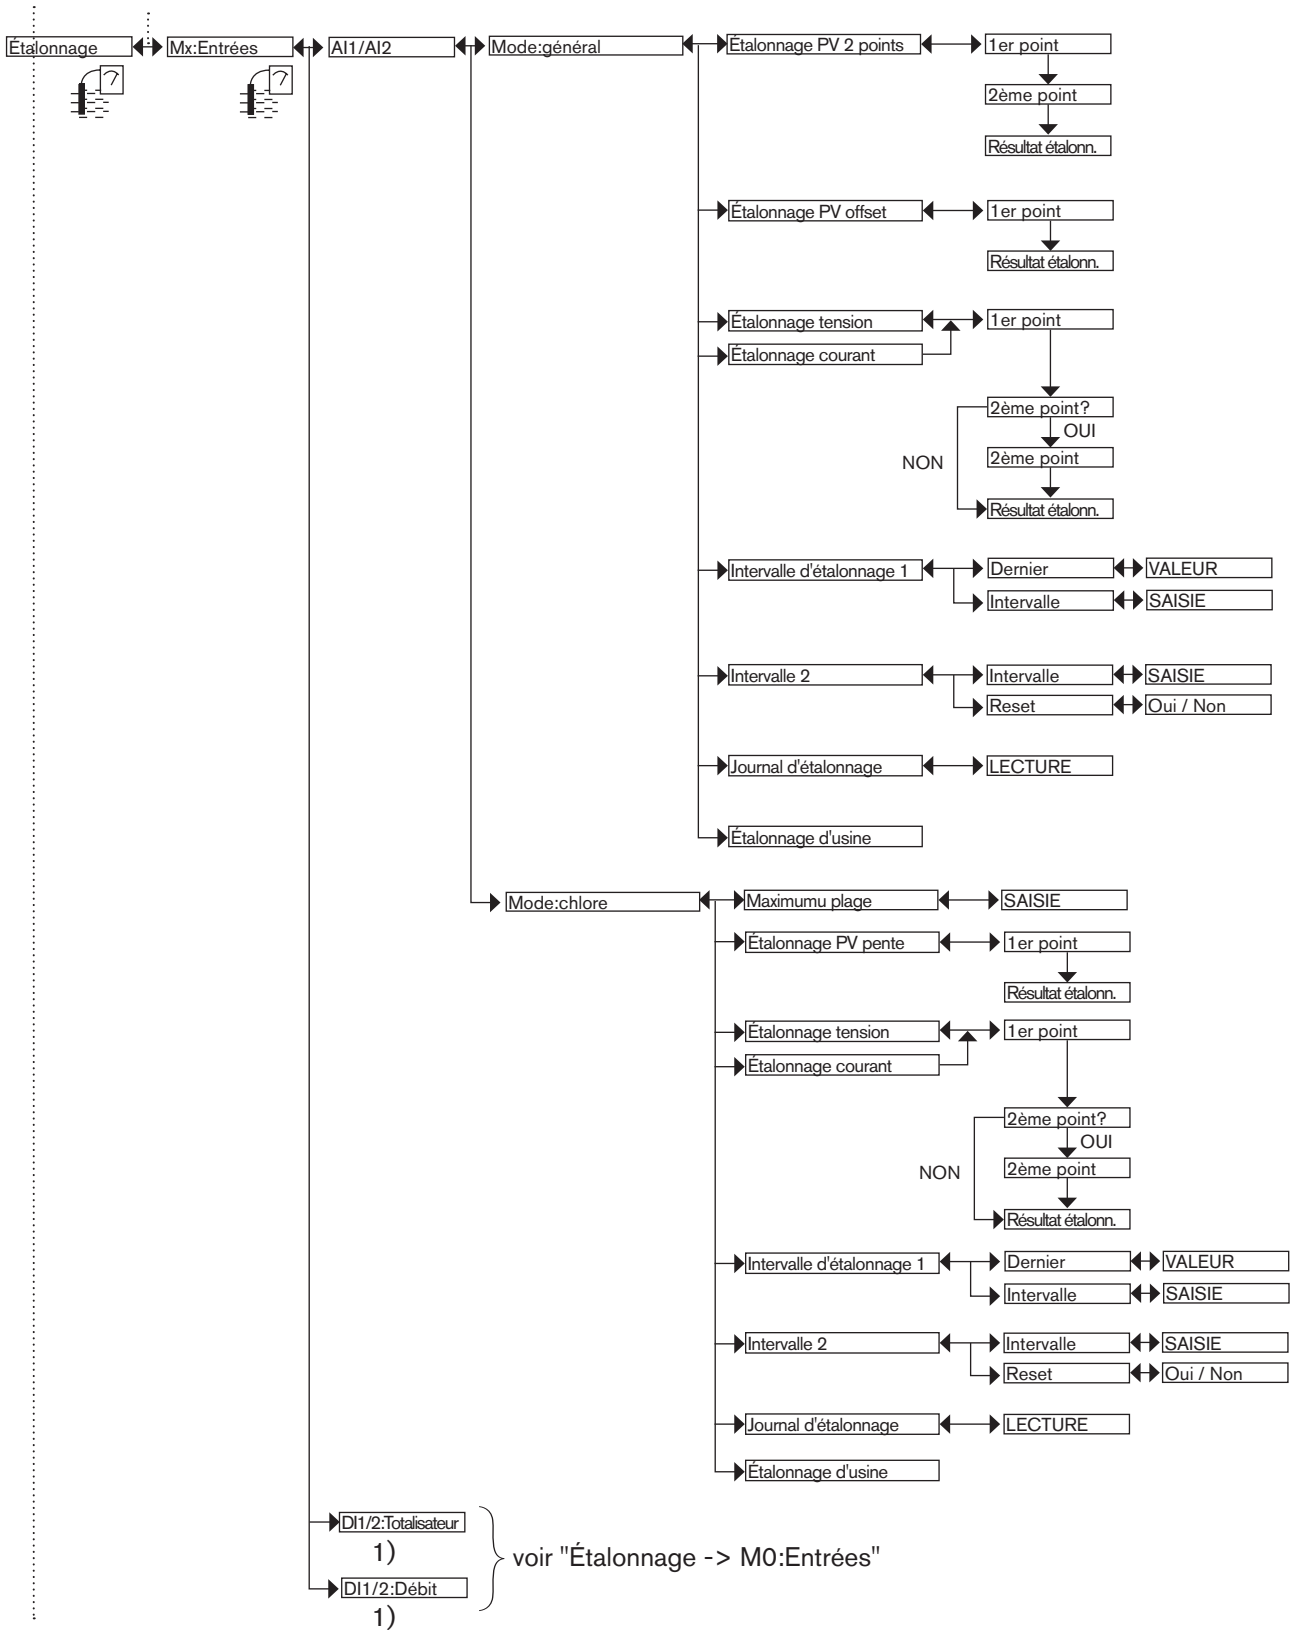 Étalonnage Mx:Entrées AI1/AI2 Mode:général Étalonnage PV 2 points 1er point
2ème point
Résultat étalonn.
Étalonnage PV offset 1er point
Résultat étalonn.
Étalonnage tension 1er point
Étalonnage courant
2ème point?
OUI
NON 2ème point
Résultat étalonn.
Intervalle d'étalonnage 1 Dernier VALEUR
Intervalle SAISIE
Intervalle 2 Intervalle SAISIE
Reset Oui / Non
Journal d'étalonnage LECTURE
Étalonnage d'usine
Mode:chlore Maximumu plage SAISIE
Étalonnage PV pente 1er point
Résultat étalonn.
Étalonnage tension 1er point
Étalonnage courant
2ème point?
OUI
NON 2ème point
Résultat étalonn.
Intervalle d'étalonnage 1 Dernier VALEUR
Intervalle SAISIE
Intervalle 2 Intervalle SAISIE
Reset Oui / Non
Journal d'étalonnage LECTURE
Étalonnage d'usine
DI1/2:Totalisateur
1)
voir "Étalonnage -> M0:Entrées"
DI1/2:Débit
1)